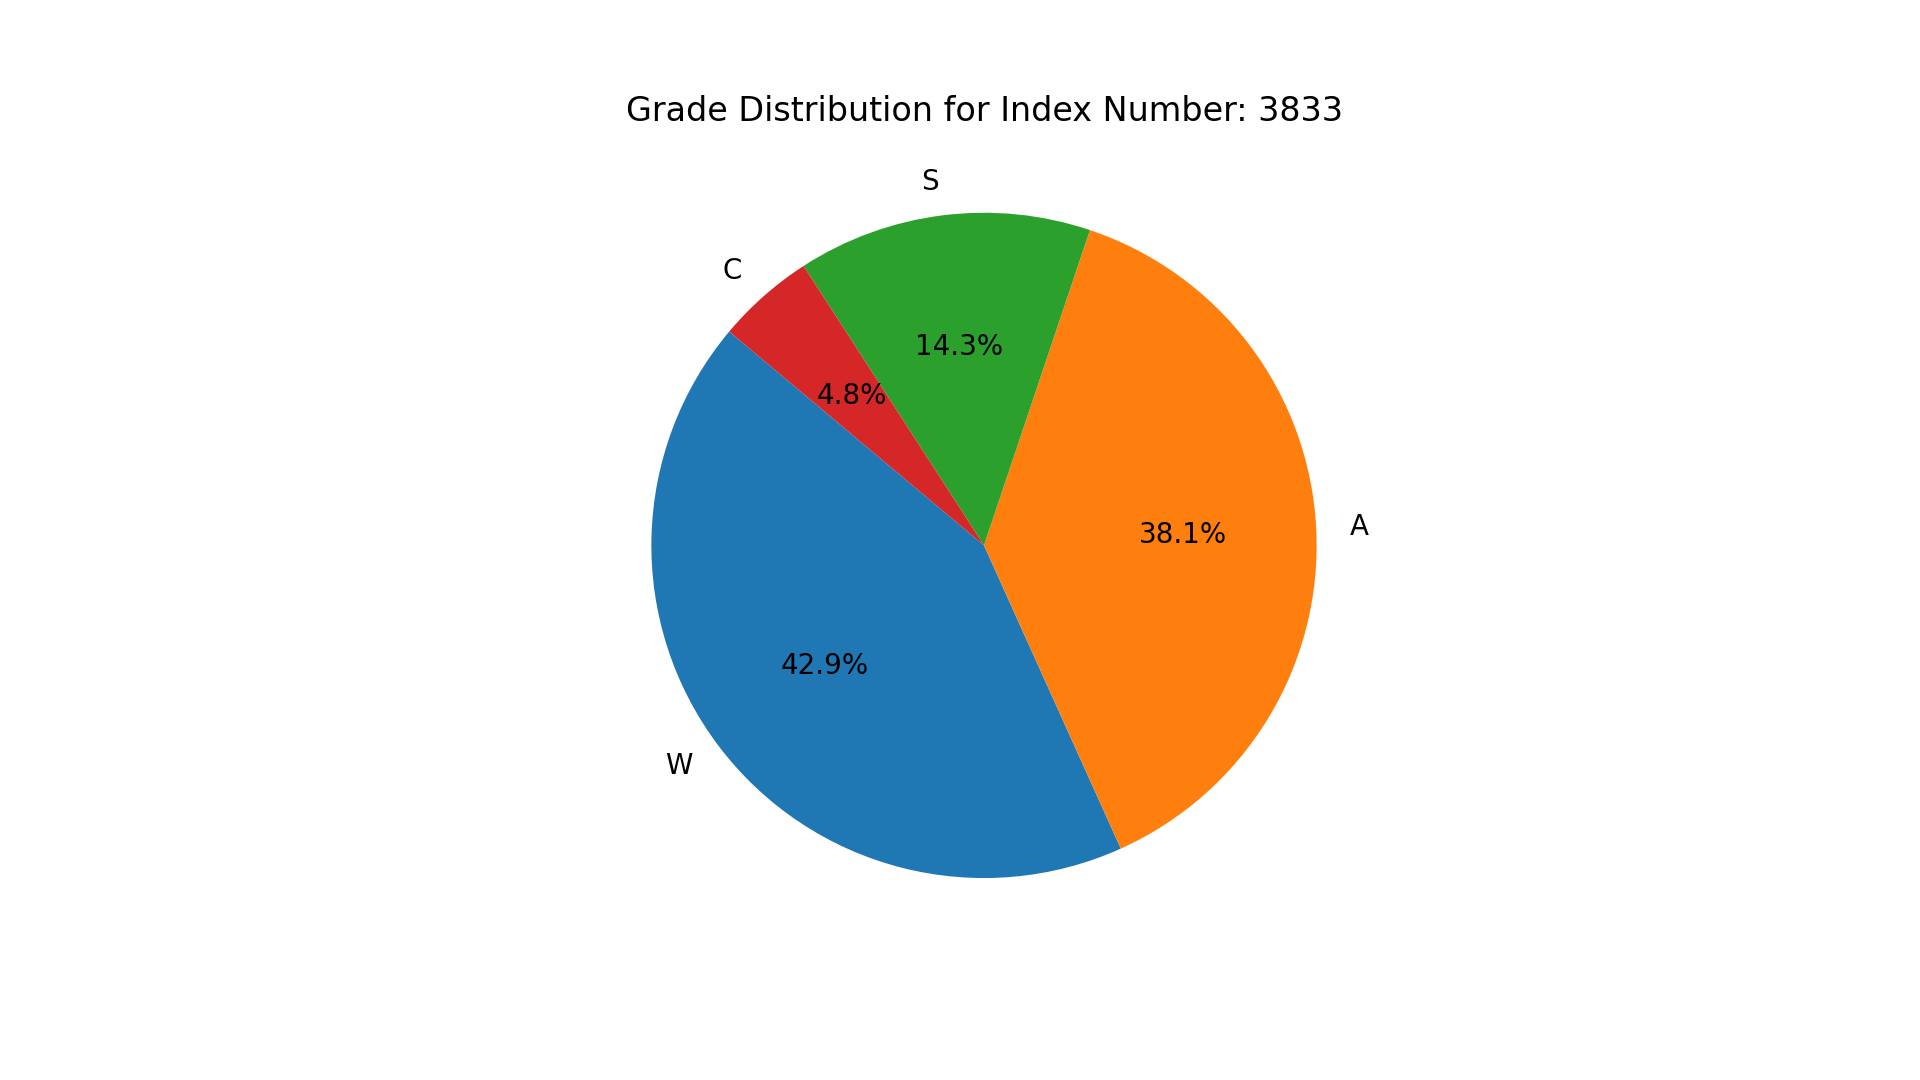 Grade Distribution for Index Number: 3833
S
C
14.3%
4.8%
A
38.1%
42.9%
W